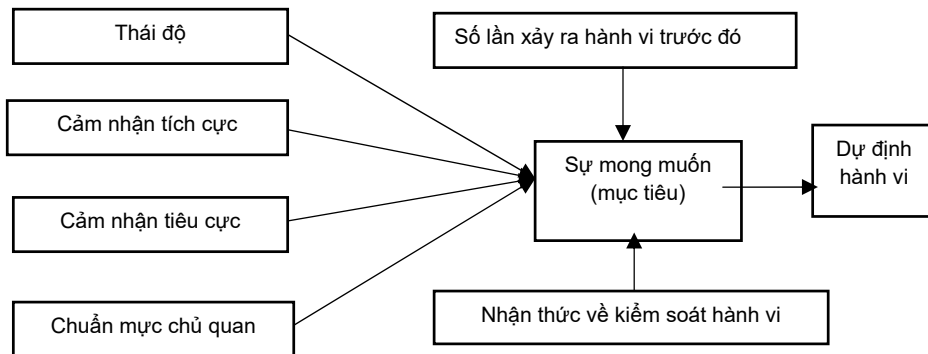 Thái độ
Số lần xảy ra hành vi trước đó
Cảm nhận tích cực
Sự mong muốn
(mục tiêu)
Dự định
hành vi
Cảm nhận tiêu cực
Chuẩn mực chủ quan
Nhận thức về kiểm soát hành vi